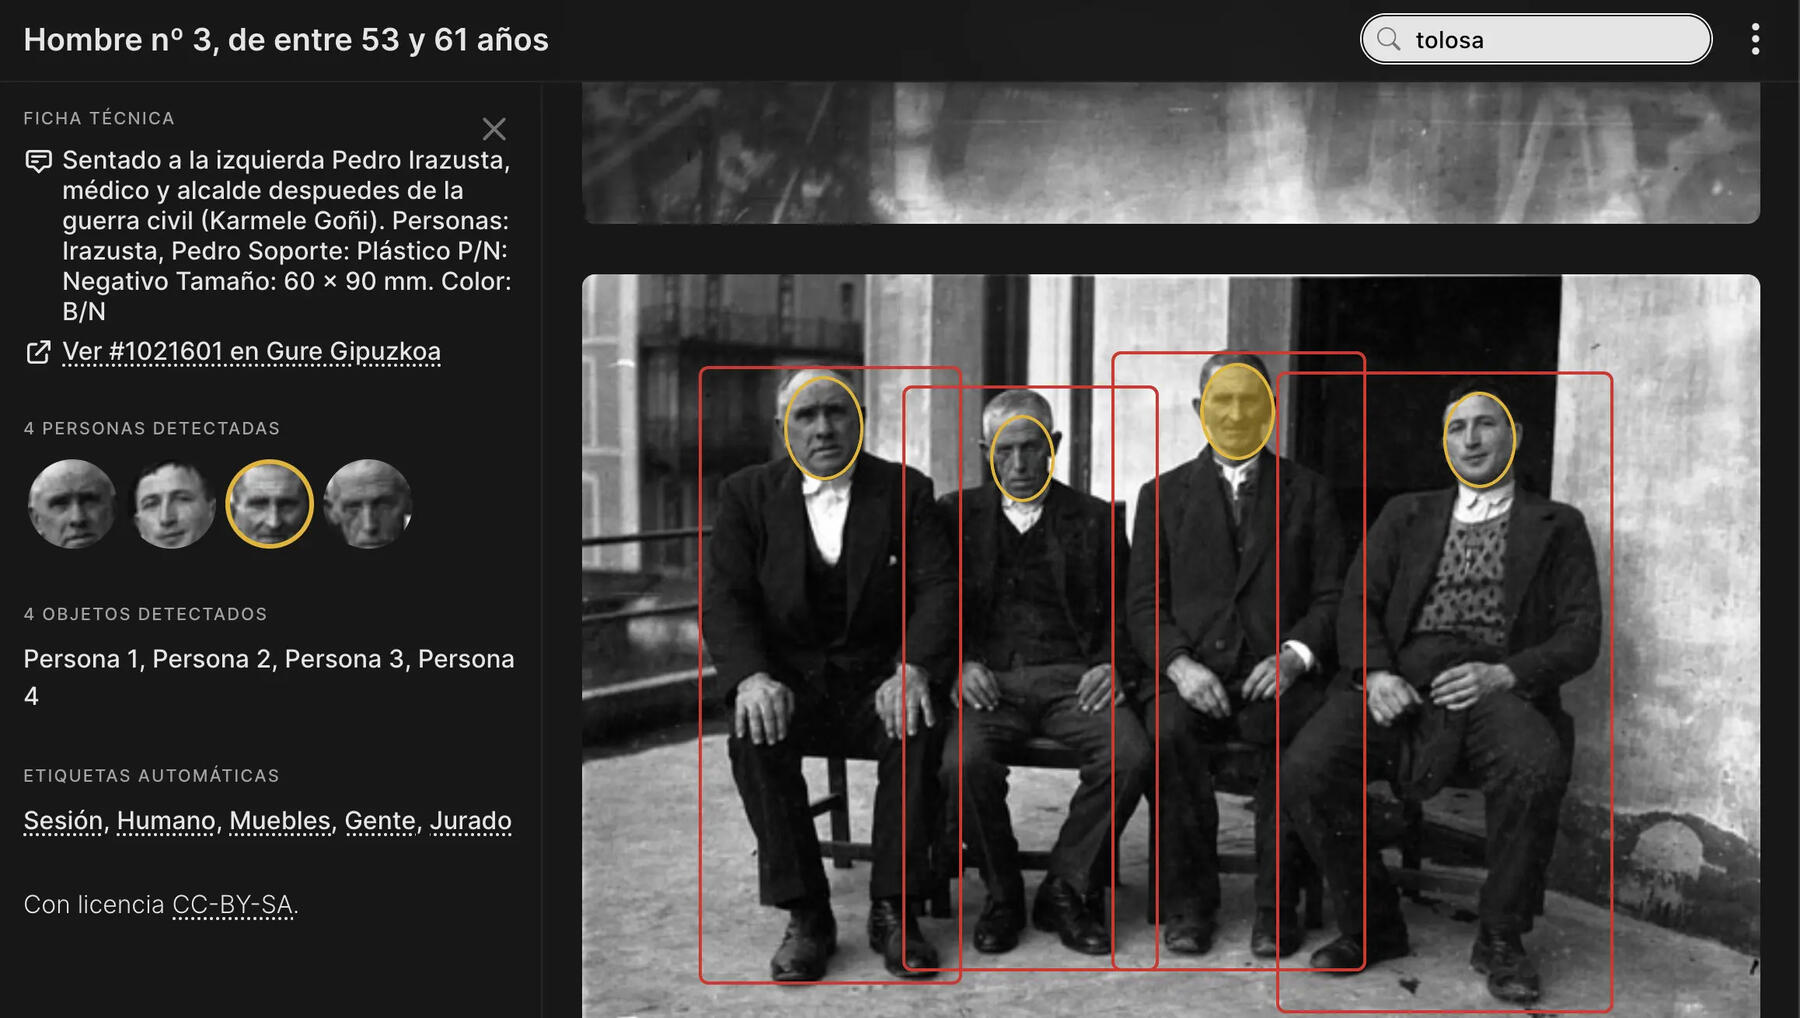 Hombre nº 3, de entre 53 y 61 años
tolosa
FICHA TÉCNICA
Sentado a la izquierda Pedro Irazusta,
médico y alcalde despuedes de la
guerra civil (Karmele Goñi). Personas:
Irazusta, Pedro Soporte: Plástico P/N:
Negativo Tamaño: 60 × 90 mm. Color:
B/N
Ver #1021601 en Gure Gipuzkoa
4 PERSONAS DETECTADAS
4 OBJETOS DETECTADOS
Persona 1, Persona 2, Persona 3, Persona
4
ETIQUETAS AUTOMÁTICAS
Sesión, Humano, Muebles, Gente, Jurado
Con licencia CC-BY-SA.